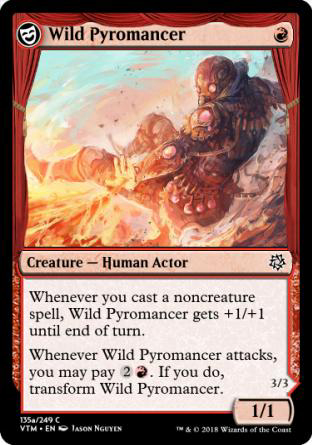 Wild Pyromancer
Creature — Human Actor
Whenever you cast a noncreature
spell, Wild Pyromancer gets +1/+1
until end of turn.
Whenever Wild Pyromancer attacks,
you may pay 2 R. If you do,
transform Wild Pyromancer.
3/3
1/1
135a/249 C
VTM • EN JASON NGUYEN
™ & © 2018 Wizards of the Coast